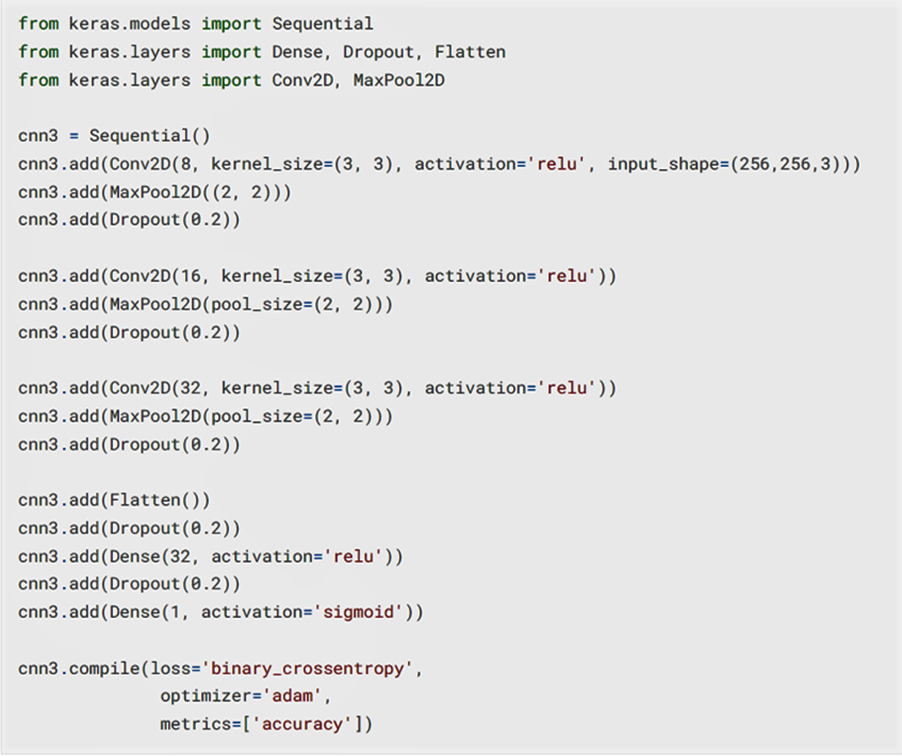 from keras.models import Sequential
from keras.layers import Dense, Dropout, Flatten
from keras.layers import Conv2D, MaxPool2D
cnn3 = Sequential()
cnn3.add(Conv2D(8, kernel_size=(3, 3), activation='relu', input_shape=(256,256,3)))
cnn3.add(MaxPool2D((2, 2)))
cnn3.add(Dropout(0.2))
cnn3.add(Conv2D(16, kernel_size=(3, 3), activation='relu'))
cnn3.add(MaxPool2D(pool_size=(2, 2)))
cnn3.add(Dropout(0.2))
cnn3.add(Conv2D(32, kernel_size=(3, 3), activation='relu'))
cnn3.add(MaxPool2D(pool_size=(2, 2)))
cnn3.add(Dropout(0.2))
cnn3.add(Flatten())
cnn3.add(Dropout(0.2))
cnn3.add(Dense(32, activation='relu'))
cnn3.add(Dropout(0.2))
cnn3.add(Dense(1, activation='sigmoid'))
cnn3.compile(loss='binary_crossentropy',
optimizer='adam',
metrics=['accuracy'])